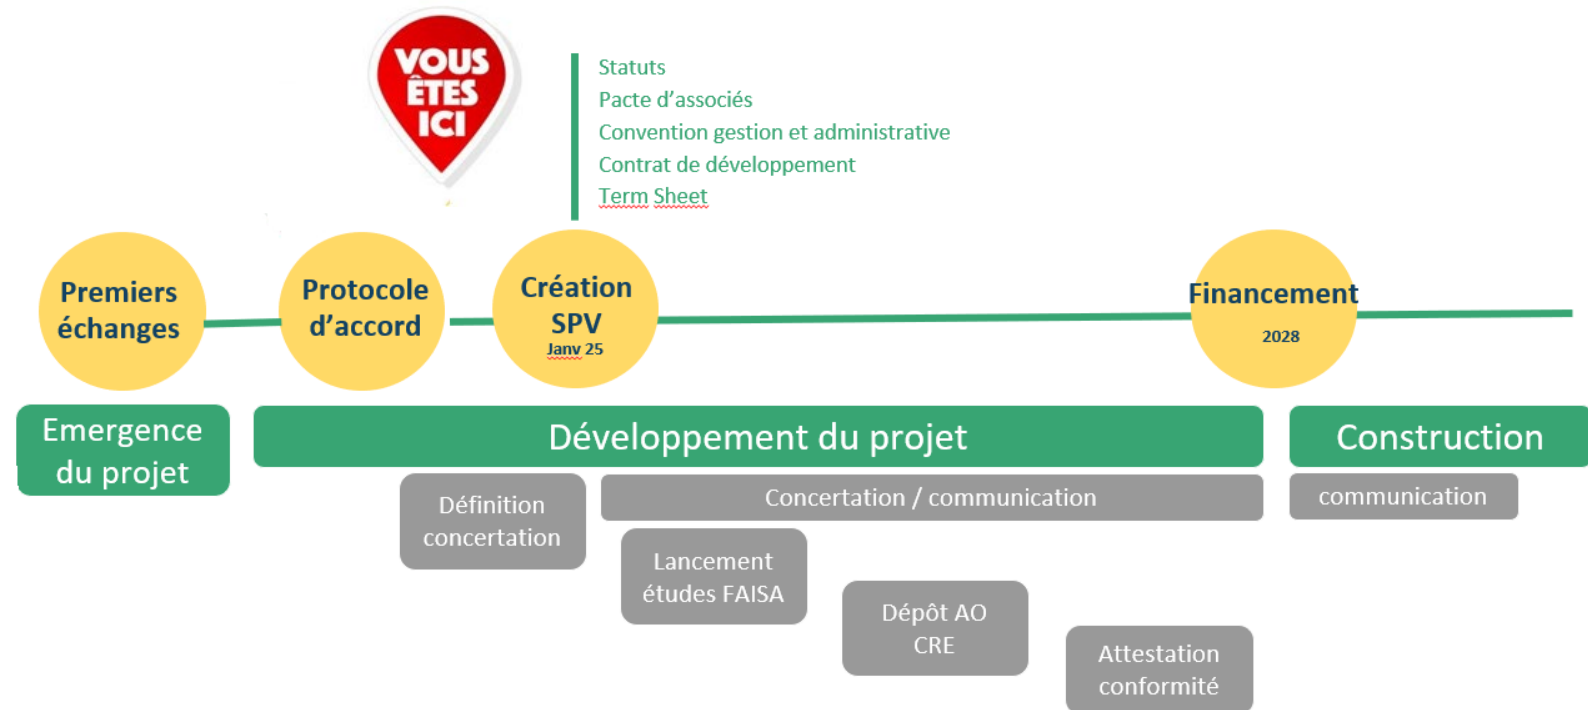 VOUS
ÊTES
ICI
Statuts
Pacte d'associés
Convention gestion et administrative
Contrat de développement
Term Sheet
Premiers
échanges
Protocole
d'accord
Création
SPV
Janv 25
Financement
2028
Emergence
du projet
Développement du projet
Construction
Définition
concertation
Concertation / communication
communication
Lancement
études FAISA
Dépôt AO
CRE
Attestation
conformité